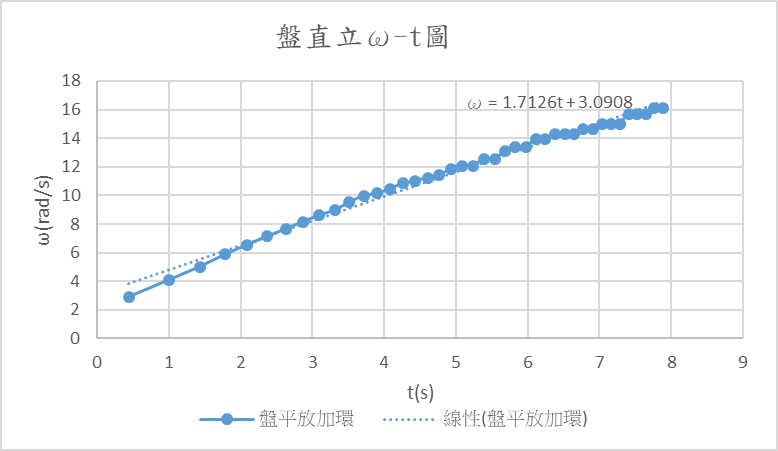 盤直立ω-t圖
ω = 1.7126t + 3.0908
ω(rad/s)
18
16
14
12
10
8
6
4
2
0
0 1 2 3 4 5 6 7 8 9
t(s)
盤平放加環 線性(盤平放加環)